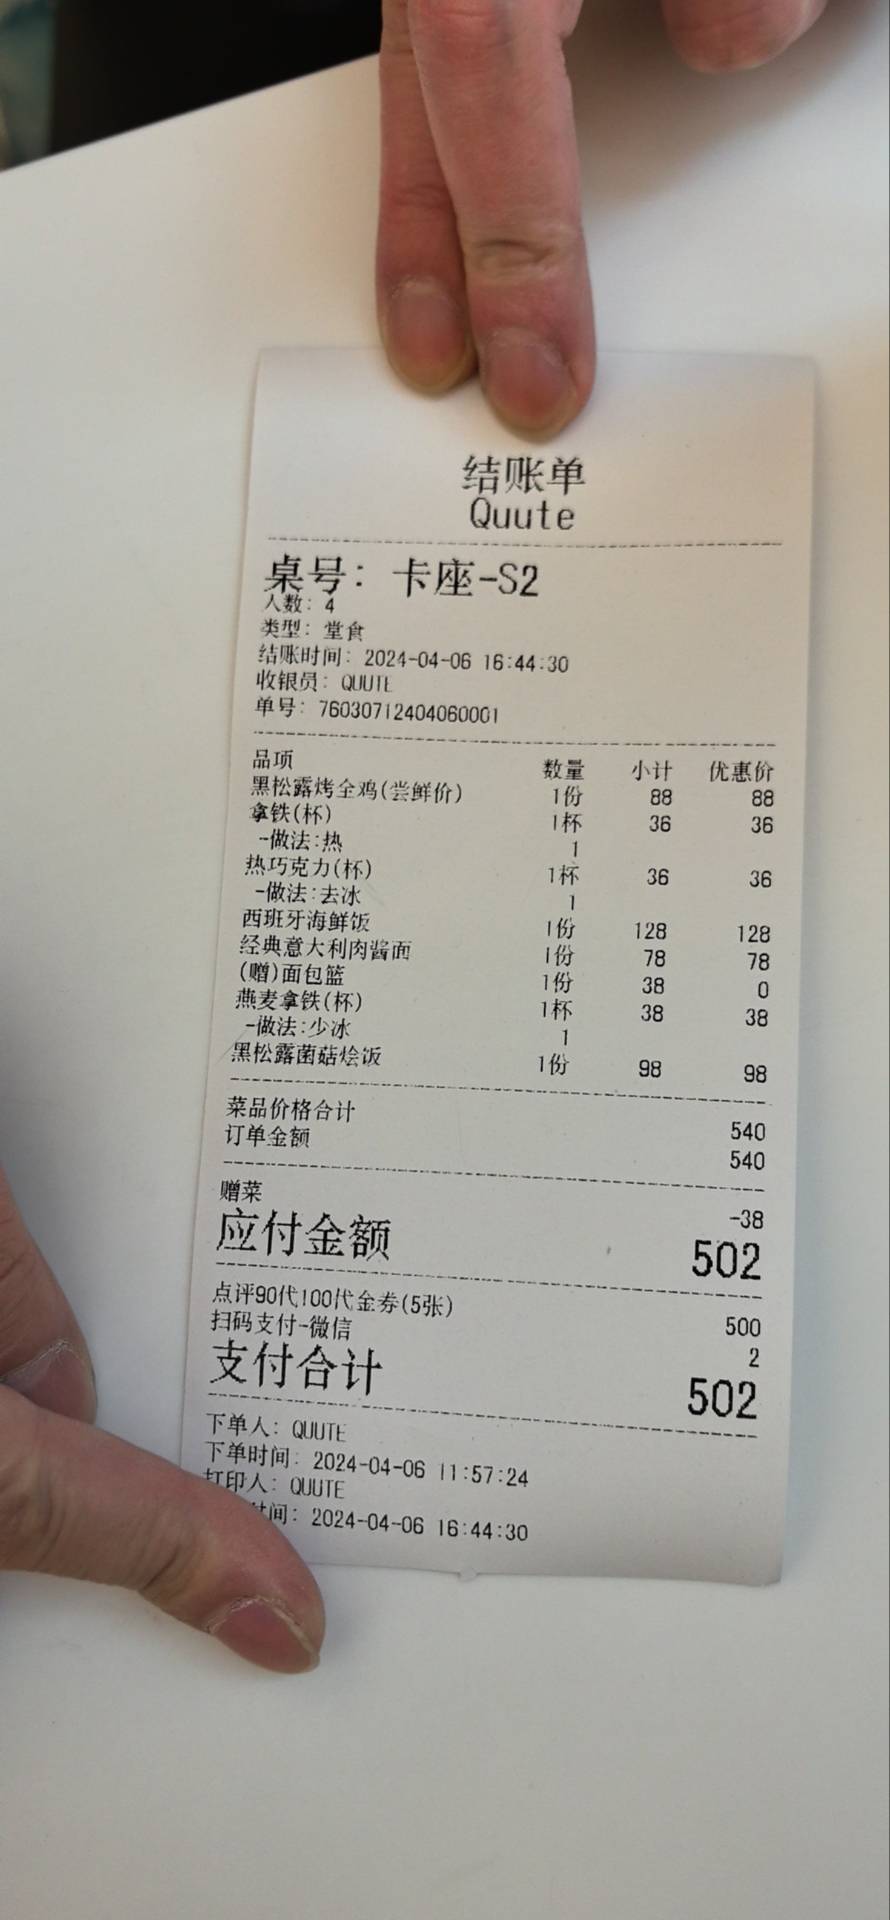 结账单
Quute
桌号: 卡座-S2
人数: 4
类型: 堂食
结账时间: 2024-04-06 16:44:30
收银员: QUUTE
单号: 76030712404060001
品项 数量 小计 优惠价
黑松露烤全鸡(尝鲜价) 1份 88 88
拿铁(杯) 1杯 36 36
-做法:热 1
热巧克力(杯) 1杯 36 36
-做法:去冰 1
西班牙海鲜饭 1份 128 128
经典意大利肉酱面 1份 78 78
(赠)面包篮 1份 38 0
燕麦拿铁(杯) 1杯 38 38
-做法:少冰 1
黑松露菌菇烩饭 1份 98 98
菜品价格合计 540
订单金额 540
赠菜 -38
应付金额 502
点评90代100代金券(5张) 500
扫码支付-微信 2
支付合计 502
下单人: QUUTE
下单时间: 2024-04-06 11:57:24
打印人: QUUTE
时间: 2024-04-06 16:44:30